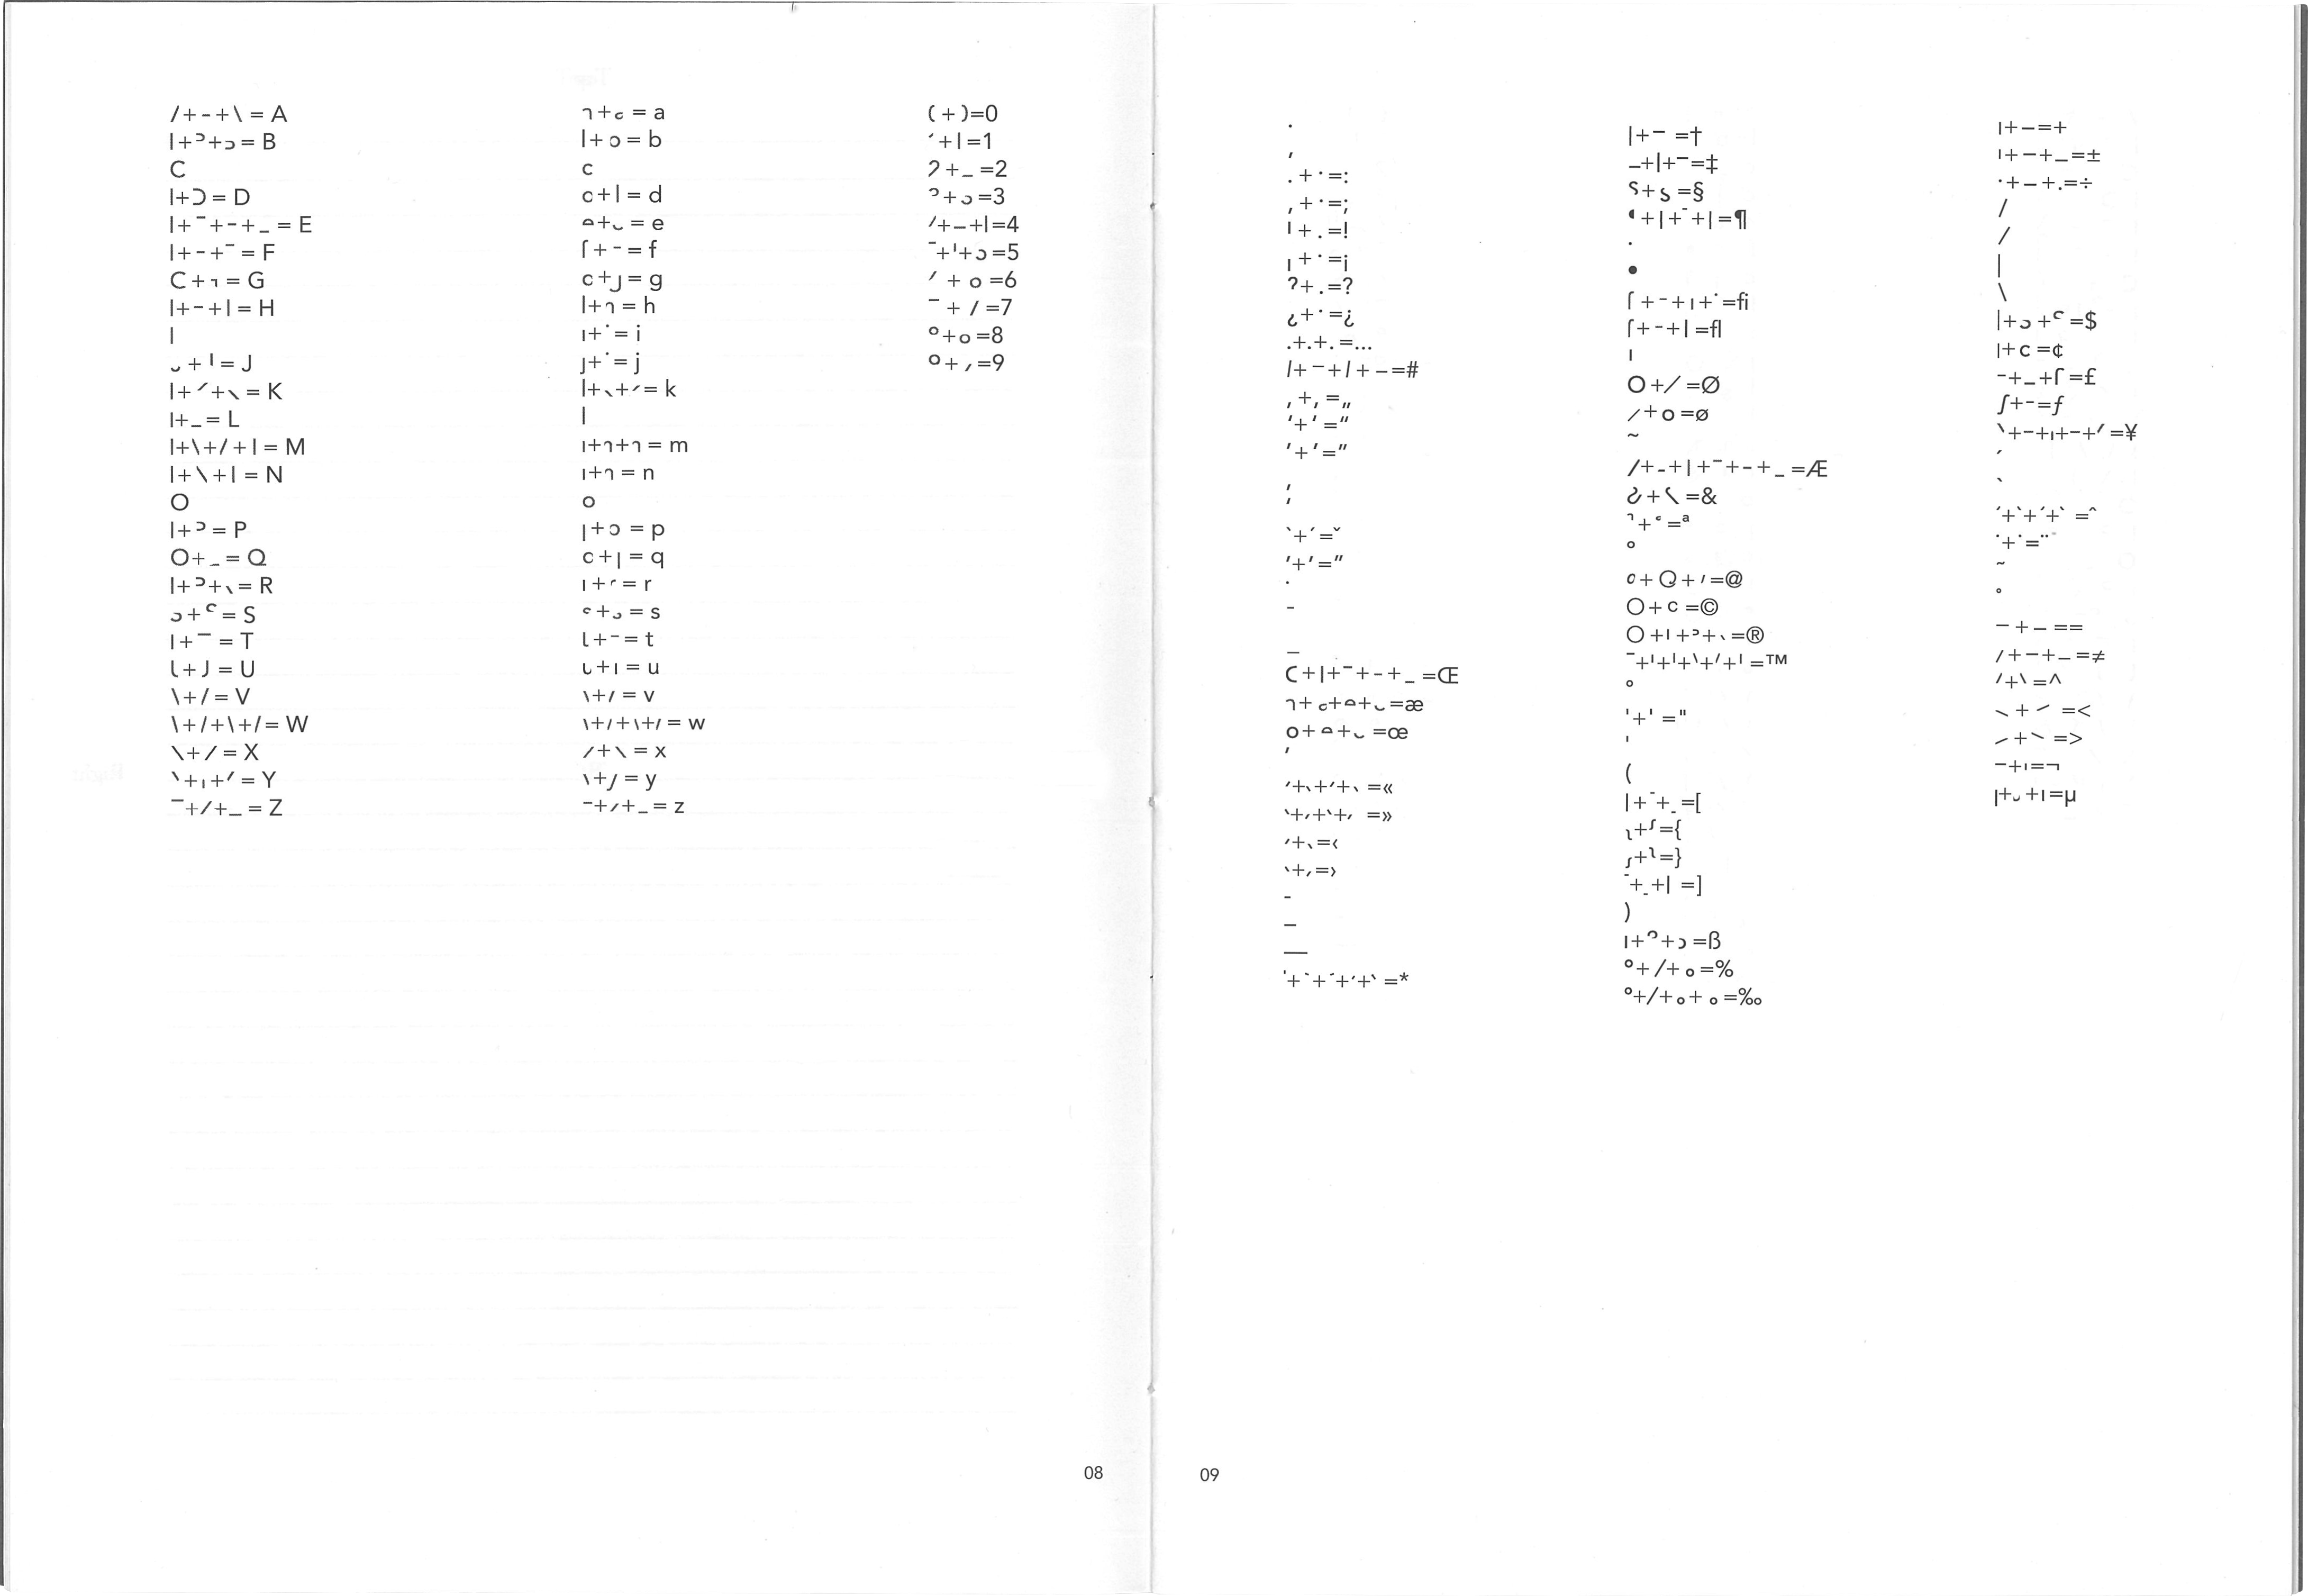 /+-+\ = A
l+ᵓ+ɔ = B
C
l+Ɔ = D
l+¯+-+_ = E
l+-+¯ = F
C+┐ = G
l+-+l = H
l
ᴗ+ˡ = J
l+´+﹨ = K
l+_ = L
l+\+/+l = M
l+\+l = N
O
l+ᵓ = P
O+_ = Q
l+ᵓ+﹨ = R
ɔ+ᶜ = S
l+¯ = T
l+J = U
\+/ = V
\+/+\+/ = W
\+/ = X
ˋ+ı+ˊ = Y
¯+/+_ = Z
ר+c = a
l+ɔ = b
c
c+l = d
ᓇ+ᴗ = e
ſ+- = f
c+ȷ = g
l+ר = h
ı+˙ = i
ȷ+˙ = j
l+﹨+ˊ = k
l
ı+ר+ר = m
ı+ר = n
o
ı+ɔ = p
c+ı = q
ı+ˊ = r
ᶜ+ɔ = s
l+- = t
ι+ı = u
\+/ = v
\+/+\+/ = w
/+\ = x
\+/ = y
¯+/+_ = z
(+)=0
ˊ+l=1
?+_=2
ᵓ+ɔ=3
/+–+l=4
¯+ˈ+ɔ=5
ˊ+o=6
¯+/=7
o+o=8
o+,=9
08
.
,
.+˙=:
,+˙=;
ˡ+.=!
ı+˙=¡
?+.=?
¿+˙=¿
.+.+.=…
/+–+/+–=#
,+,=„
‘+‘=“
’+’=”
¦
ˋ+ˊ=ˇ
ˊ+ˊ=˝
˙
-
_
C+l+¯+-+_=Œ
ר+c+ᓇ+ᴗ=æ
o+ᓇ+ᴗ=œ
’
ˊ+﹨+ˊ+﹨=«
ˋ+,+ˋ+,=»
ˊ+﹨=‹
ˋ+,=›
-
–
—
ˈ+ˋ+ˊ+ˊ+ˋ=*
l+¯=†
_+l+¯=‡
S+S=§
❛+l+¯+l=¶
·
•
ſ+-+ı+˙=ﬁ
ſ+-+l=ﬂ
ı
O+/=Ø
/+o=ø
~
/+-+l+¯+-+_=Æ
&
ר+ᶜ=ª
º
o+Q+ˊ=@
O+c=©
O+ı+ᵓ+﹨=®
¯+ˡ+ˡ+ˋ+ˊ+ˡ=™
°
'+'="
'
(
l+¯+_=[
ʅ+ʃ={
ʃ+ʅ=}
¯+_+l=]
)
ı+ᵓ+ɔ=ß
o+/+o=%
o+/+o+o=‰
ı+–=+
ı+–+_=±
˙+–+.=÷
/
/
|
\
l+ɔ+ᶜ=$
l+c=¢
-+_+ſ=£
ʃ+-=ƒ
ˋ+-+ı+-+ˊ=¥
´
`
ˊ+ˋ+ˊ+ˋ=ˆ
˙+˙=¨
˜
˚
–+–==
/+–+_=≠
/+\=^
﹨+ˊ=<
ˊ+ˋ=>
–+ı=¬
ı+ᴗ+ı=µ
09